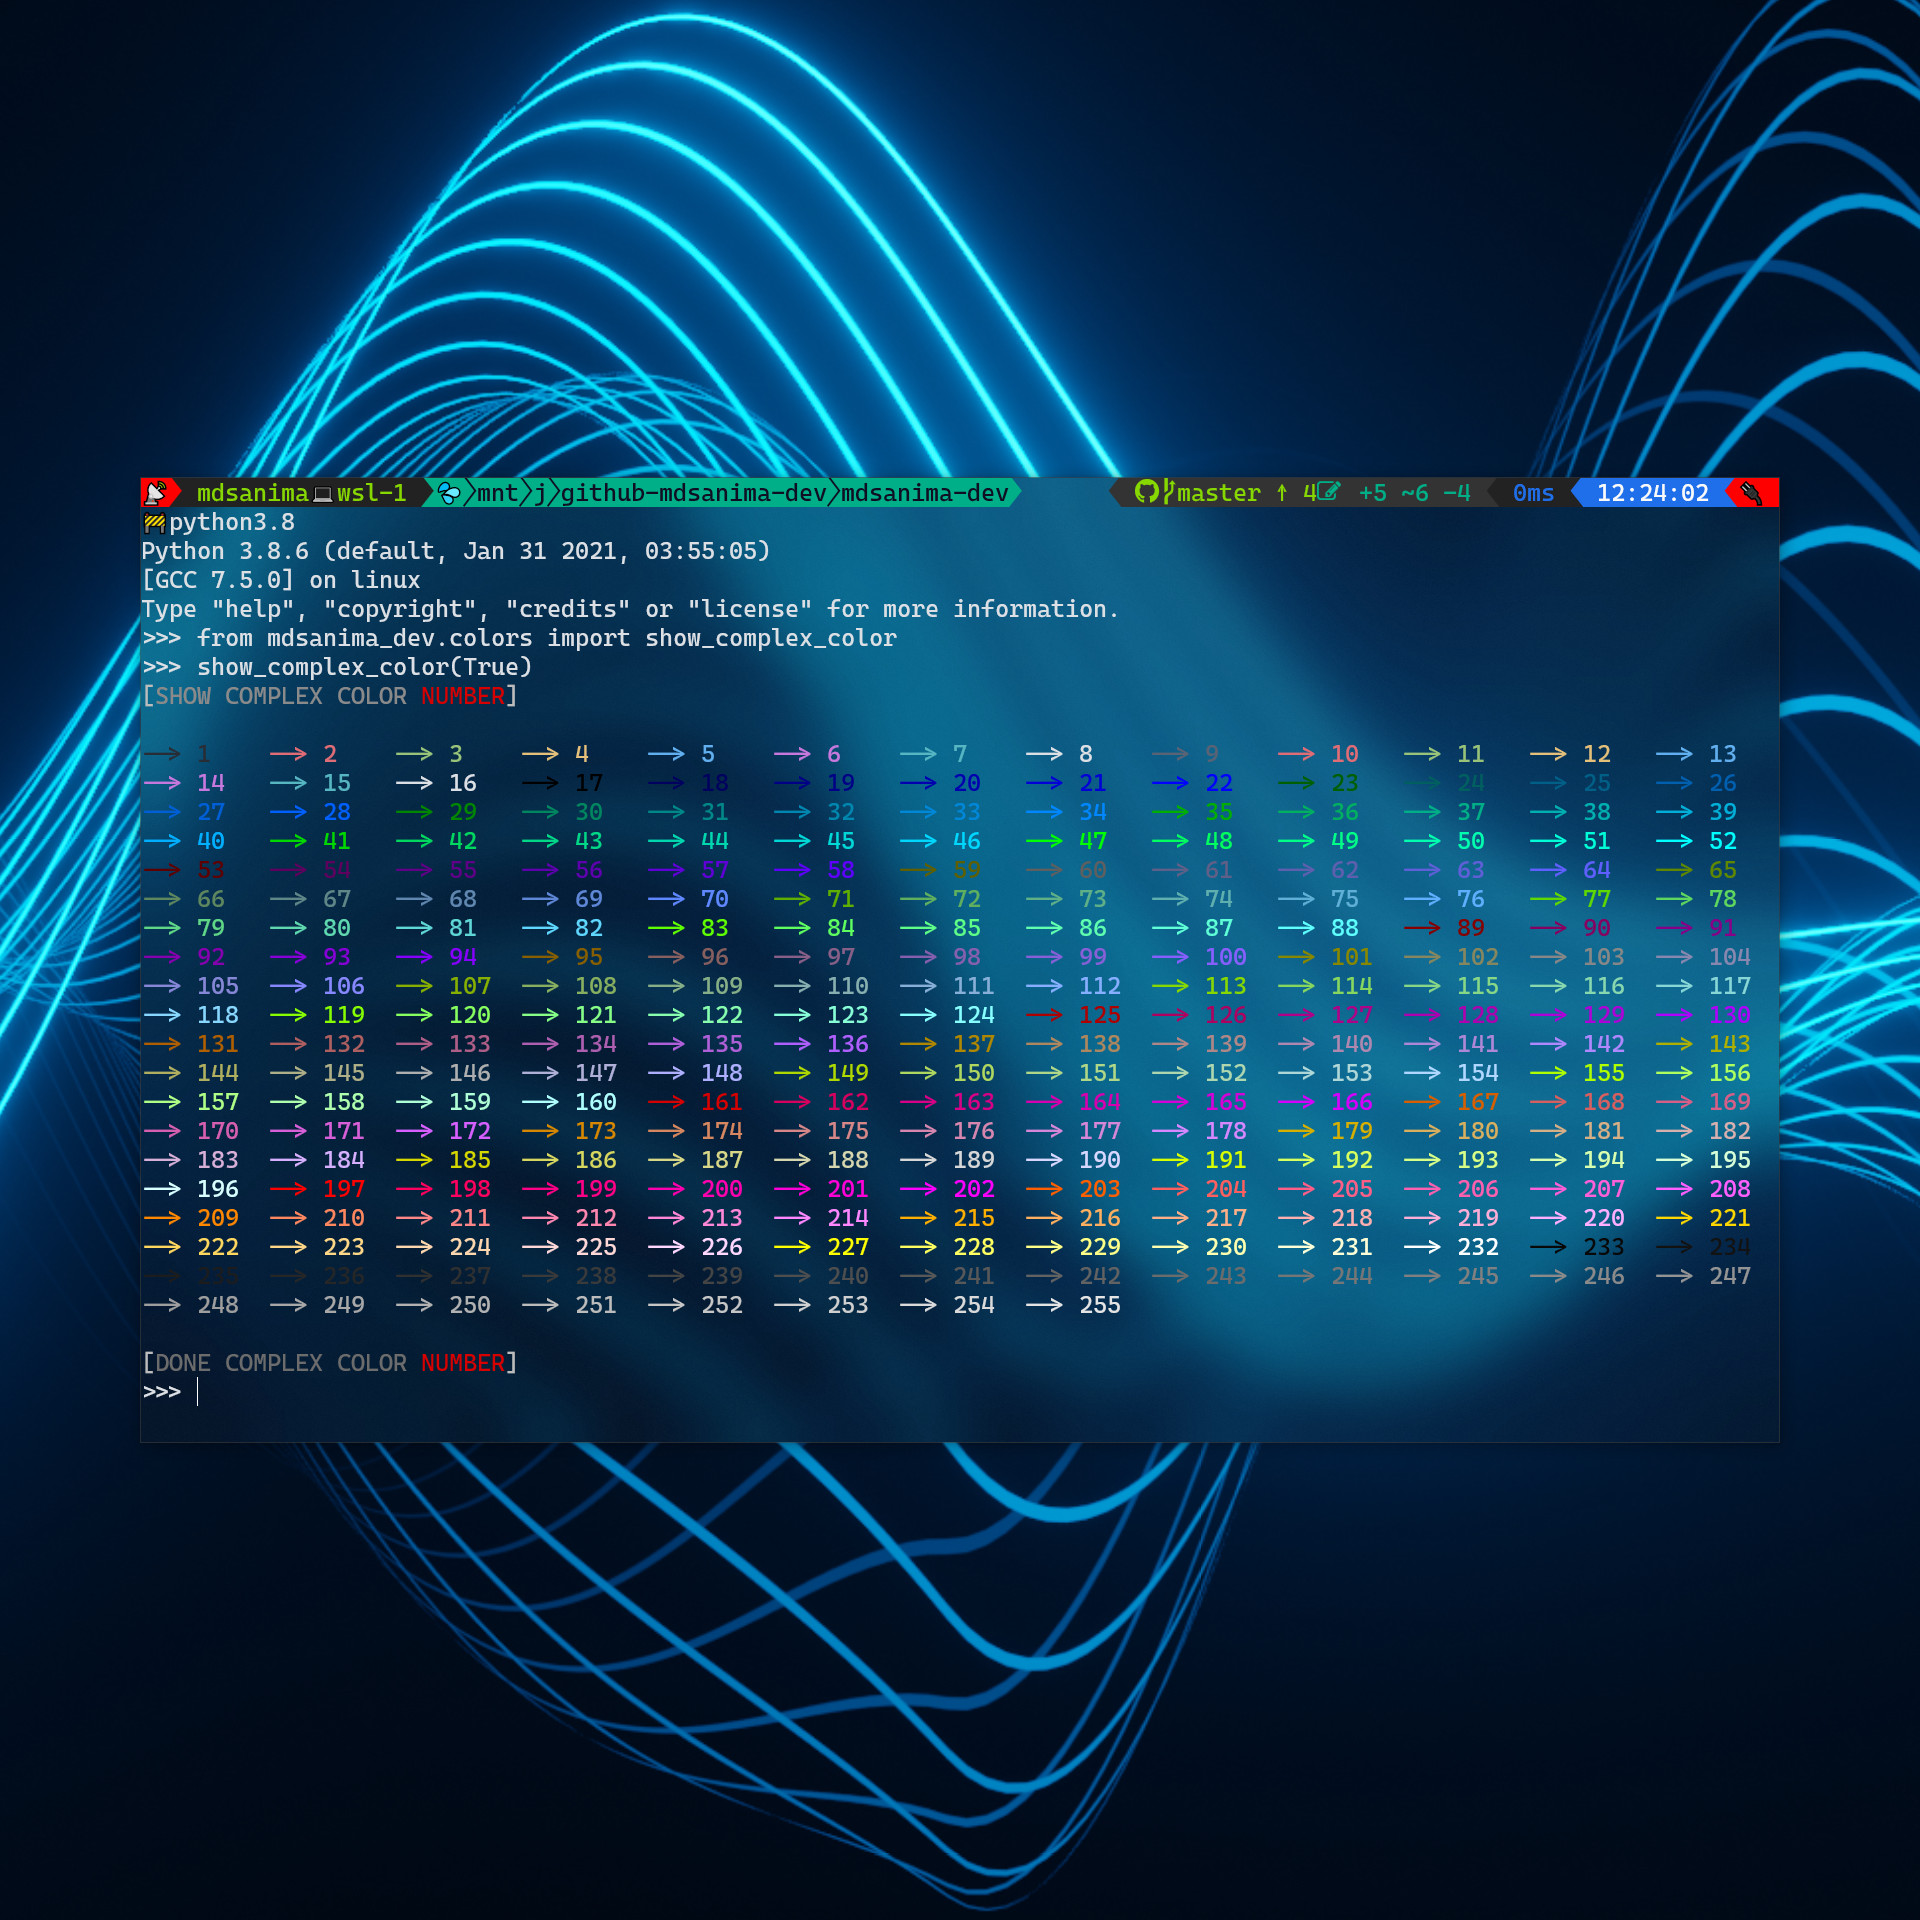 mdsanima wsl-1 mnt j github-mdsanima-dev mdsanima-dev master ↑ 4 +5 ~6 -4 0ms 12:24:02
python3.8
Python 3.8.6 (default, Jan 31 2021, 03:55:05)
[GCC 7.5.0] on linux
Type "help", "copyright", "credits" or "license" for more information.
>>> from mdsanima_dev.colors import show_complex_color
>>> show_complex_color(True)
[SHOW COMPLEX COLOR NUMBER]
⟶ 1 ⟶ 2 ⟶ 3 ⟶ 4 ⟶ 5 ⟶ 6 ⟶ 7 ⟶ 8 ⟶ 9 ⟶ 10 ⟶ 11 ⟶ 12 ⟶ 13
⟶ 14 ⟶ 15 ⟶ 16 ⟶ 17 ⟶ 18 ⟶ 19 ⟶ 20 ⟶ 21 ⟶ 22 ⟶ 23 ⟶ 24 ⟶ 25 ⟶ 26
⟶ 27 ⟶ 28 ⟶ 29 ⟶ 30 ⟶ 31 ⟶ 32 ⟶ 33 ⟶ 34 ⟶ 35 ⟶ 36 ⟶ 37 ⟶ 38 ⟶ 39
⟶ 40 ⟶ 41 ⟶ 42 ⟶ 43 ⟶ 44 ⟶ 45 ⟶ 46 ⟶ 47 ⟶ 48 ⟶ 49 ⟶ 50 ⟶ 51 ⟶ 52
⟶ 53 ⟶ 54 ⟶ 55 ⟶ 56 ⟶ 57 ⟶ 58 ⟶ 59 ⟶ 60 ⟶ 61 ⟶ 62 ⟶ 63 ⟶ 64 ⟶ 65
⟶ 66 ⟶ 67 ⟶ 68 ⟶ 69 ⟶ 70 ⟶ 71 ⟶ 72 ⟶ 73 ⟶ 74 ⟶ 75 ⟶ 76 ⟶ 77 ⟶ 78
⟶ 79 ⟶ 80 ⟶ 81 ⟶ 82 ⟶ 83 ⟶ 84 ⟶ 85 ⟶ 86 ⟶ 87 ⟶ 88 ⟶ 89 ⟶ 90 ⟶ 91
⟶ 92 ⟶ 93 ⟶ 94 ⟶ 95 ⟶ 96 ⟶ 97 ⟶ 98 ⟶ 99 ⟶ 100 ⟶ 101 ⟶ 102 ⟶ 103 ⟶ 104
⟶ 105 ⟶ 106 ⟶ 107 ⟶ 108 ⟶ 109 ⟶ 110 ⟶ 111 ⟶ 112 ⟶ 113 ⟶ 114 ⟶ 115 ⟶ 116 ⟶ 117
⟶ 118 ⟶ 119 ⟶ 120 ⟶ 121 ⟶ 122 ⟶ 123 ⟶ 124 ⟶ 125 ⟶ 126 ⟶ 127 ⟶ 128 ⟶ 129 ⟶ 130
⟶ 131 ⟶ 132 ⟶ 133 ⟶ 134 ⟶ 135 ⟶ 136 ⟶ 137 ⟶ 138 ⟶ 139 ⟶ 140 ⟶ 141 ⟶ 142 ⟶ 143
⟶ 144 ⟶ 145 ⟶ 146 ⟶ 147 ⟶ 148 ⟶ 149 ⟶ 150 ⟶ 151 ⟶ 152 ⟶ 153 ⟶ 154 ⟶ 155 ⟶ 156
⟶ 157 ⟶ 158 ⟶ 159 ⟶ 160 ⟶ 161 ⟶ 162 ⟶ 163 ⟶ 164 ⟶ 165 ⟶ 166 ⟶ 167 ⟶ 168 ⟶ 169
⟶ 170 ⟶ 171 ⟶ 172 ⟶ 173 ⟶ 174 ⟶ 175 ⟶ 176 ⟶ 177 ⟶ 178 ⟶ 179 ⟶ 180 ⟶ 181 ⟶ 182
⟶ 183 ⟶ 184 ⟶ 185 ⟶ 186 ⟶ 187 ⟶ 188 ⟶ 189 ⟶ 190 ⟶ 191 ⟶ 192 ⟶ 193 ⟶ 194 ⟶ 195
⟶ 196 ⟶ 197 ⟶ 198 ⟶ 199 ⟶ 200 ⟶ 201 ⟶ 202 ⟶ 203 ⟶ 204 ⟶ 205 ⟶ 206 ⟶ 207 ⟶ 208
⟶ 209 ⟶ 210 ⟶ 211 ⟶ 212 ⟶ 213 ⟶ 214 ⟶ 215 ⟶ 216 ⟶ 217 ⟶ 218 ⟶ 219 ⟶ 220 ⟶ 221
⟶ 222 ⟶ 223 ⟶ 224 ⟶ 225 ⟶ 226 ⟶ 227 ⟶ 228 ⟶ 229 ⟶ 230 ⟶ 231 ⟶ 232 ⟶ 233 ⟶ 234
⟶ 235 ⟶ 236 ⟶ 237 ⟶ 238 ⟶ 239 ⟶ 240 ⟶ 241 ⟶ 242 ⟶ 243 ⟶ 244 ⟶ 245 ⟶ 246 ⟶ 247
⟶ 248 ⟶ 249 ⟶ 250 ⟶ 251 ⟶ 252 ⟶ 253 ⟶ 254 ⟶ 255
[DONE COMPLEX COLOR NUMBER]
>>>